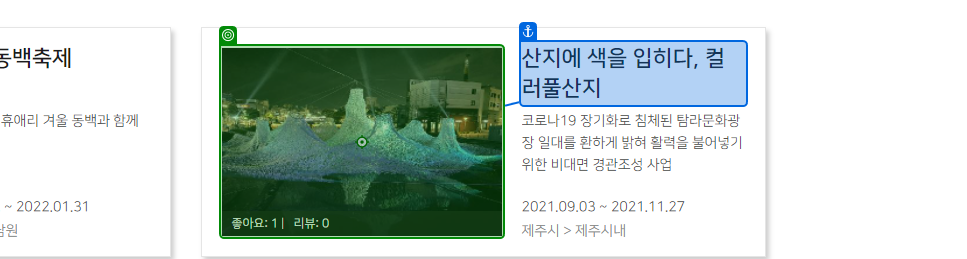 동백축제
휴애리 겨울 동백과 함께
~ 2022.01.31
산지에 색을 입히다, 컬
러풀산지
코로나19 장기화로 침체된 탐라문화광
장 일대를 환하게 밝혀 활력을 불어넣기
위한 비대면 경관조성 사업
2021.09.03 ~ 2021.11.27
제주시 > 제주시내
좋아요: 1 | 리뷰: 0